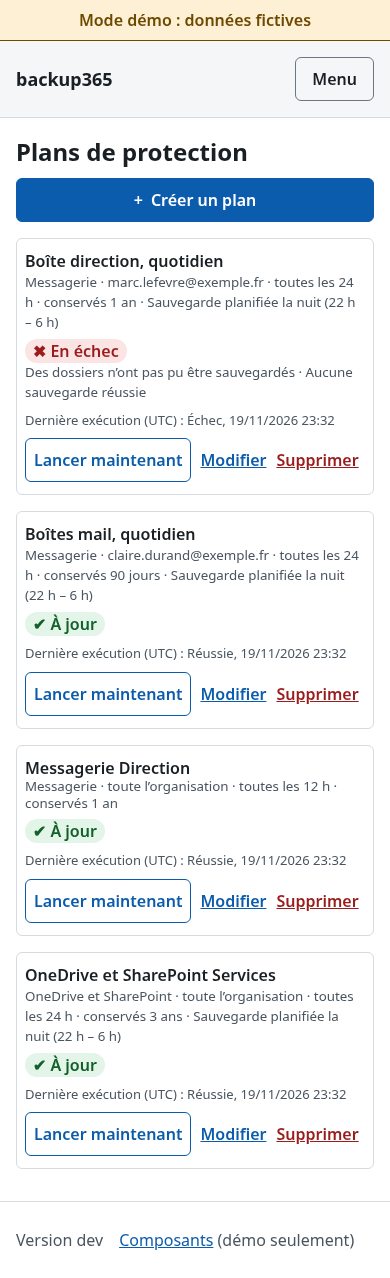 Mode démo : données fictives
backup365
Menu
Plans de protection
+ Créer un plan
Boîte direction, quotidien
Messagerie · marc.lefevre@exemple.fr · toutes les 24
h · conservés 1 an · Sauvegarde planifiée la nuit (22 h
– 6 h)
✖ En échec
Des dossiers n’ont pas pu être sauvegardés · Aucune
sauvegarde réussie
Dernière exécution (UTC) : Échec, 19/11/2026 23:32
Lancer maintenant Modifier Supprimer
Boîtes mail, quotidien
Messagerie · claire.durand@exemple.fr · toutes les 24
h · conservés 90 jours · Sauvegarde planifiée la nuit
(22 h – 6 h)
✔ À jour
Dernière exécution (UTC) : Réussie, 19/11/2026 23:32
Lancer maintenant Modifier Supprimer
Messagerie Direction
Messagerie · toute l’organisation · toutes les 12 h ·
conservés 1 an
✔ À jour
Dernière exécution (UTC) : Réussie, 19/11/2026 23:32
Lancer maintenant Modifier Supprimer
OneDrive et SharePoint Services
OneDrive et SharePoint · toute l’organisation · toutes
les 24 h · conservés 3 ans · Sauvegarde planifiée la
nuit (22 h – 6 h)
✔ À jour
Dernière exécution (UTC) : Réussie, 19/11/2026 23:32
Lancer maintenant Modifier Supprimer
Version dev Composants (démo seulement)